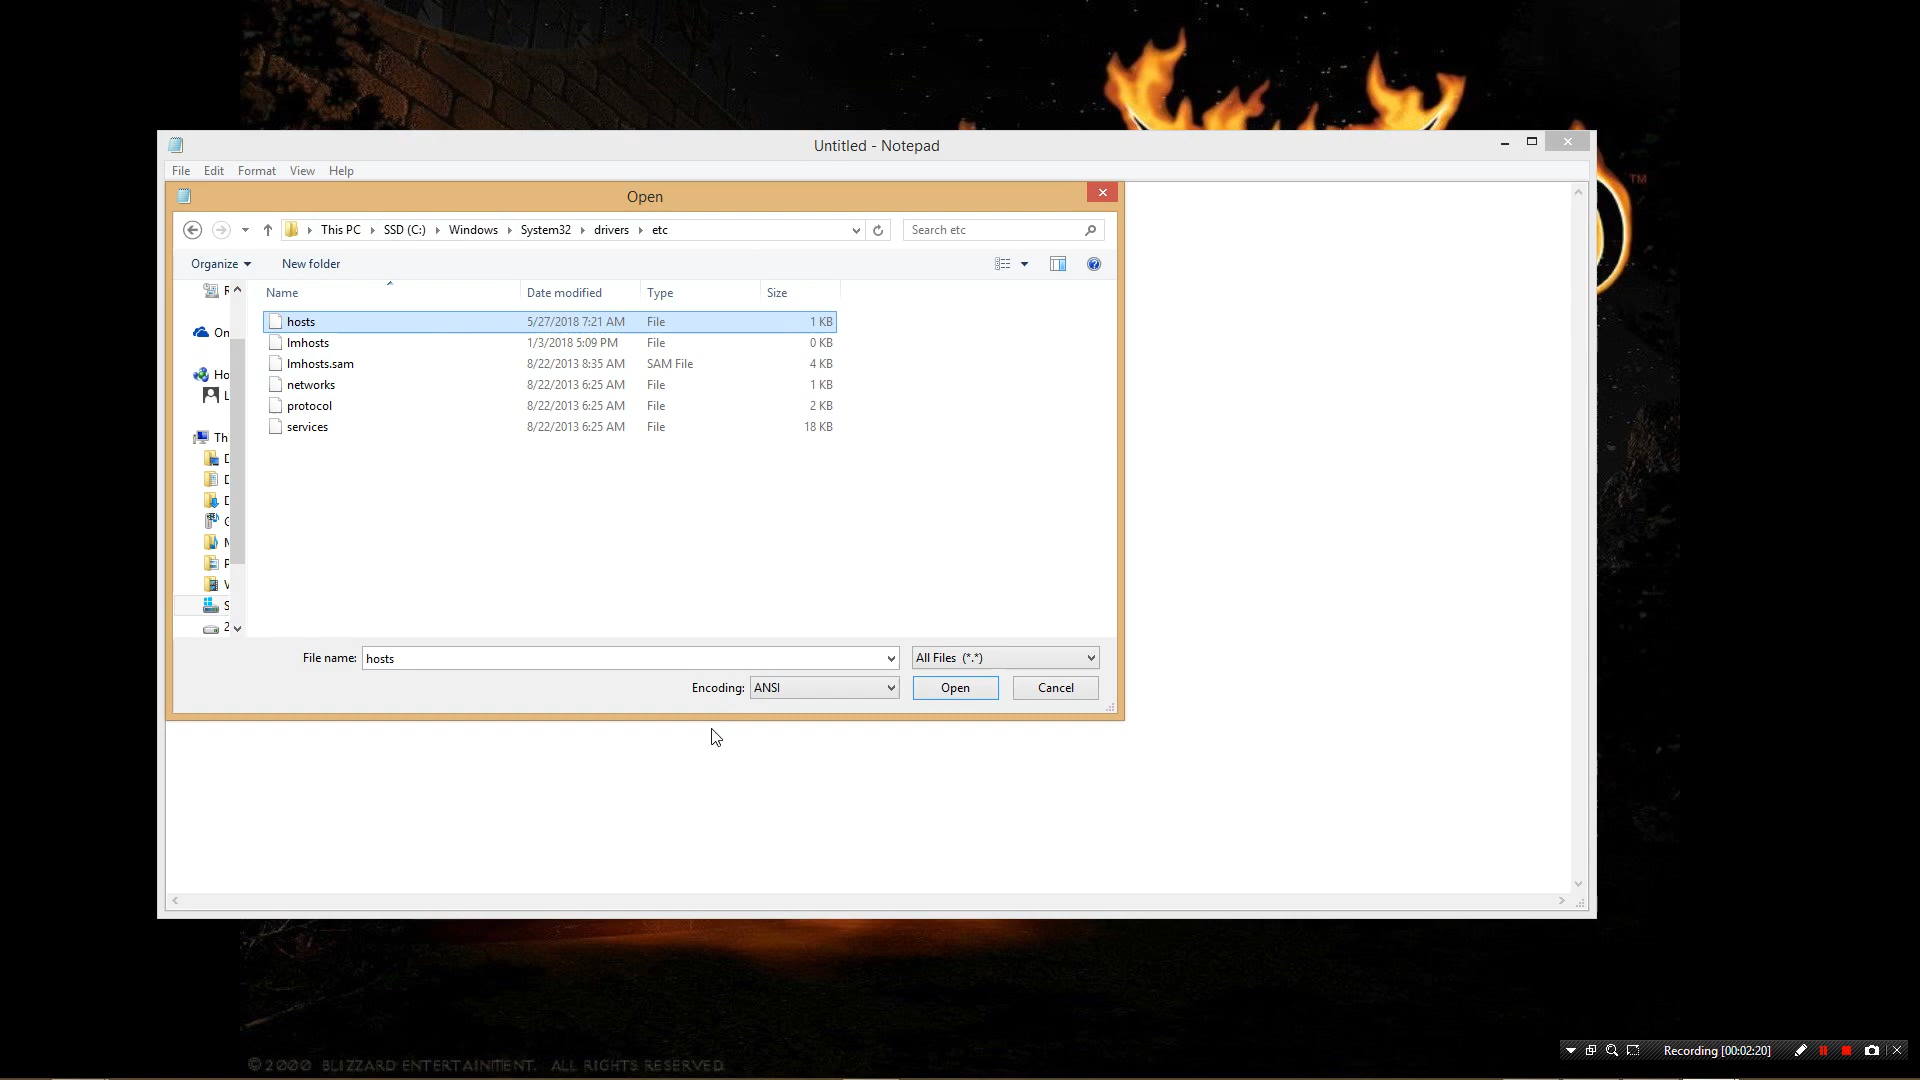 Untitled - Notepad
File Edit Format View Help
Open
This PC SSD (C:) Windows System32 drivers etc
Search etc
Organize New folder
Name Date modified Type Size
hosts 5/27/2018 7:21 AM File 1 KB
lmhosts 1/3/2018 5:09 PM File 0 KB
lmhosts.sam 8/22/2013 8:35 AM SAM File 4 KB
networks 8/22/2013 6:25 AM File 1 KB
protocol 8/22/2013 6:25 AM File 2 KB
services 8/22/2013 6:25 AM File 18 KB
On
Ho
Th
File name: hosts All Files (*.*)
Encoding: ANSI Open Cancel
TM
©2000 BLIZZARD ENTERTAINMENT. ALL RIGHTS RESERVED
Recording [00:02:20]